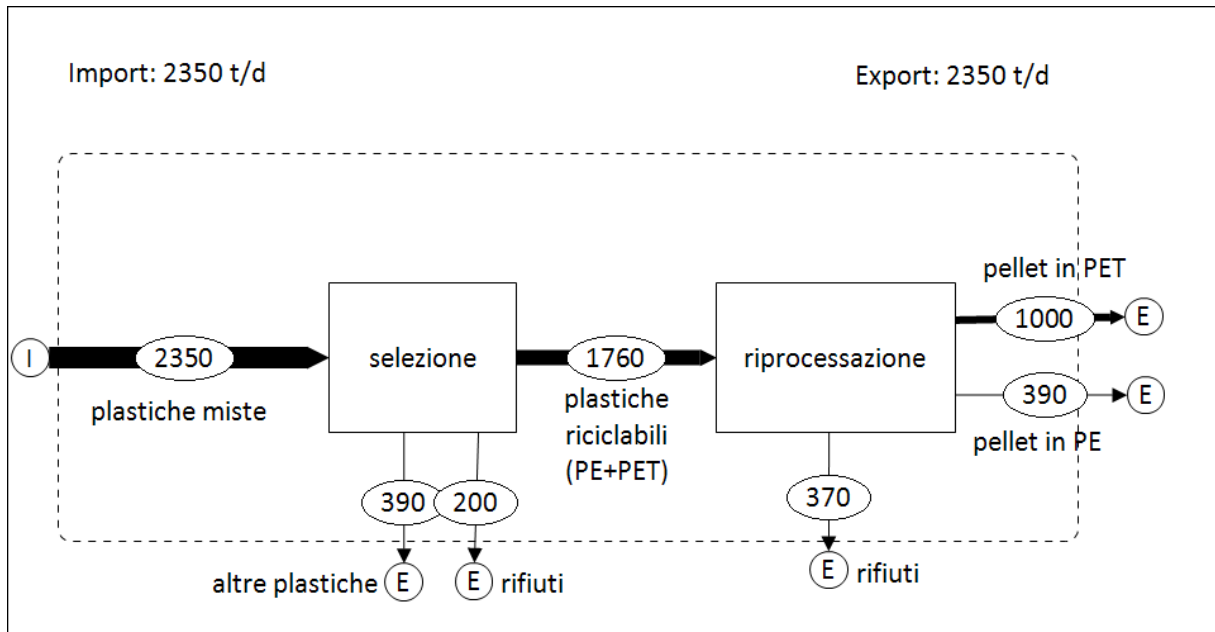 Import: 2350 t/d
Export: 2350 t/d
pellet in PET
1000
E
I
2350
selezione
1760
riprocessazione
plastiche miste
plastiche
riciclabili
(PE+PET)
390
E
pellet in PE
390
200
370
altre plastiche
E
E
rifiuti
E
rifiuti